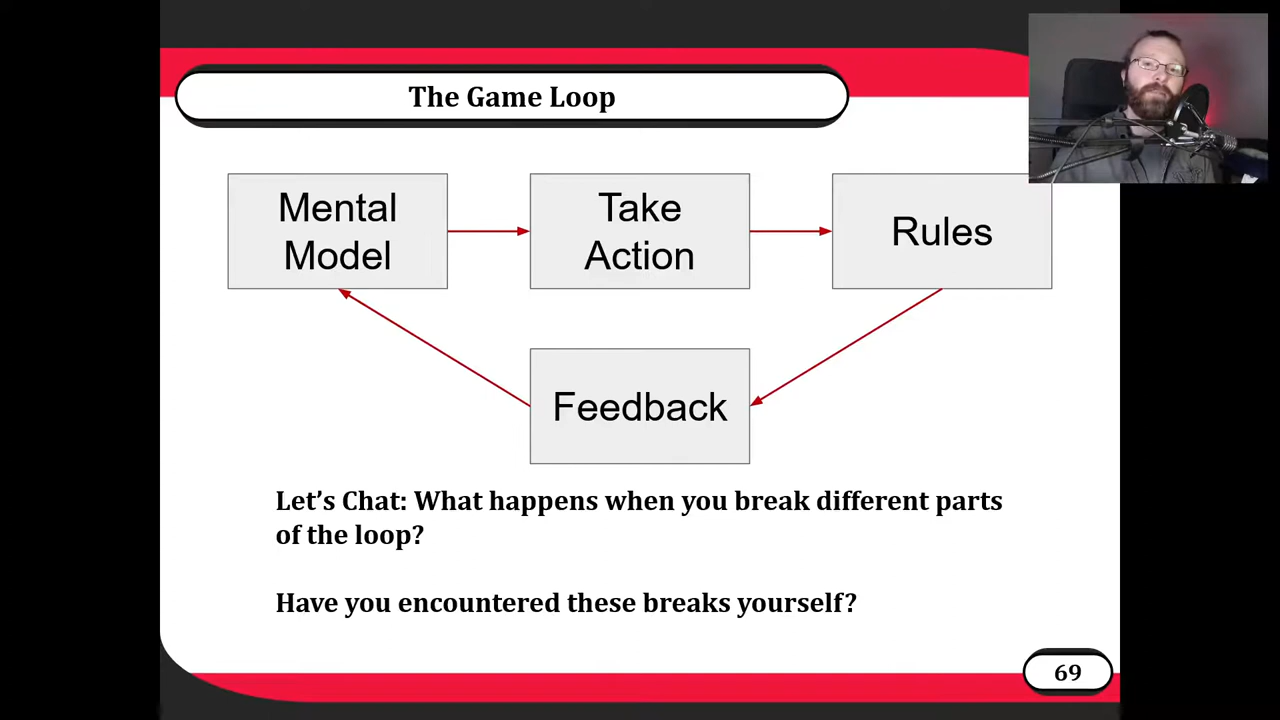 The Game Loop
Mental
Model
Take
Action
Rules
Feedback
Let’s Chat: What happens when you break different parts
of the loop?
Have you encountered these breaks yourself?
69